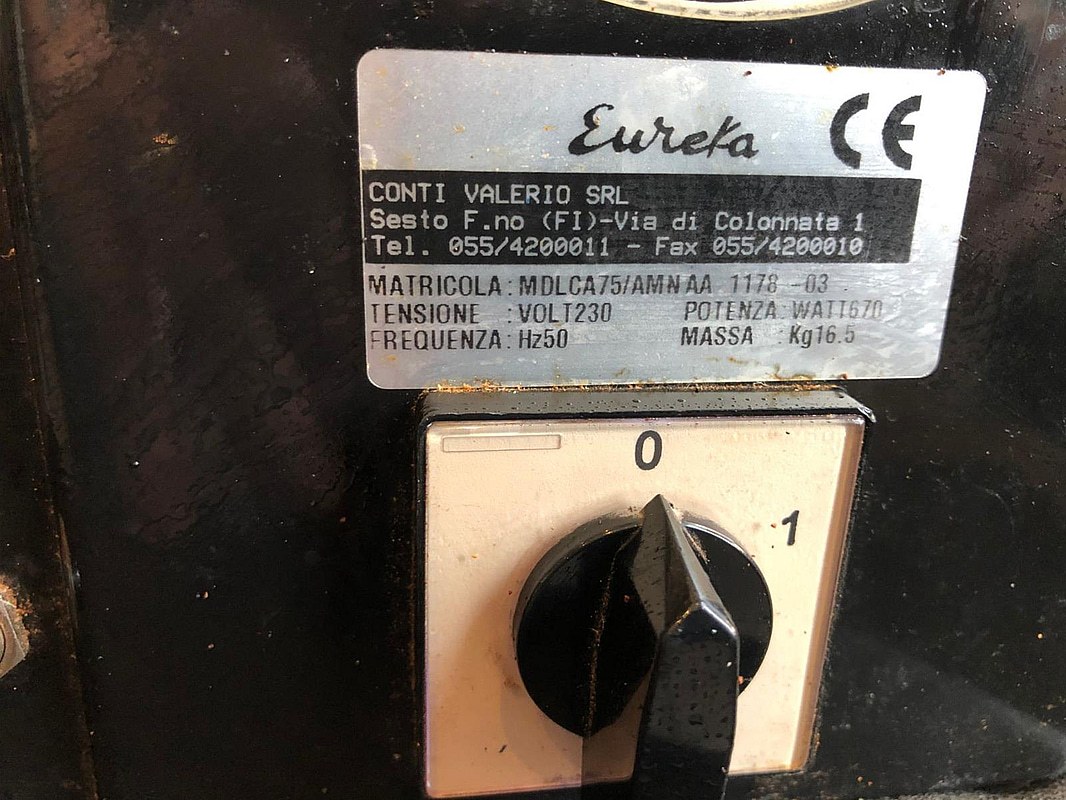 Eureka CE
CONTI VALERIO SRL
Sesto F.no (FI)-Via di Colonnata 1
Tel. 055/4200011 - Fax 055/4200010
MATRICOLA: MDLCA75/AMN AA 1178 -03
TENSIONE :VOLT230 POTENZA:WATT670
FREQUENZA:Hz50 MASSA :Kg16.5
0
1